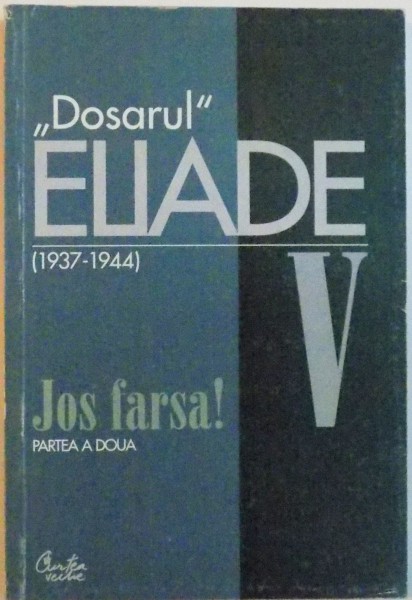 „Dosarul“
ELIADE
(1937-1944)
V
Jos farsa!
PARTEA A DOUA
Curtea
veche